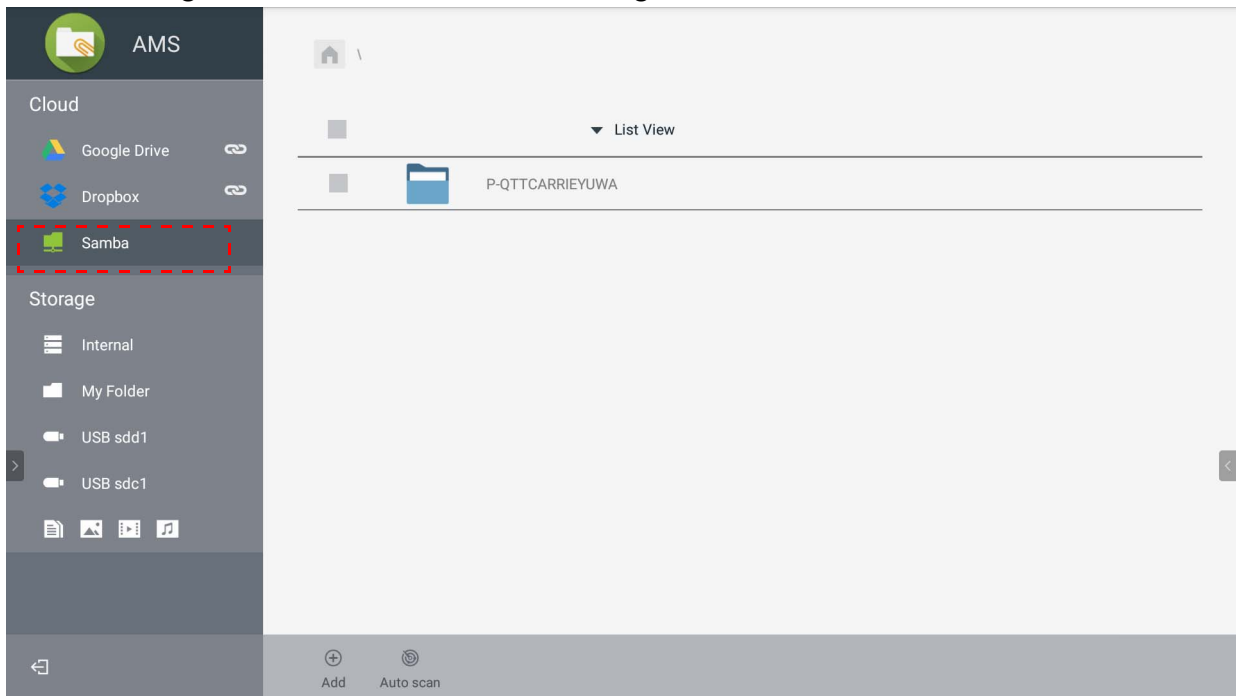 AMS
\
Cloud
Google Drive
Dropbox
Samba
Storage
Internal
My Folder
USB sdd1
USB sdc1
List View
P-QTTCARRIEYUWA
Add
Auto scan